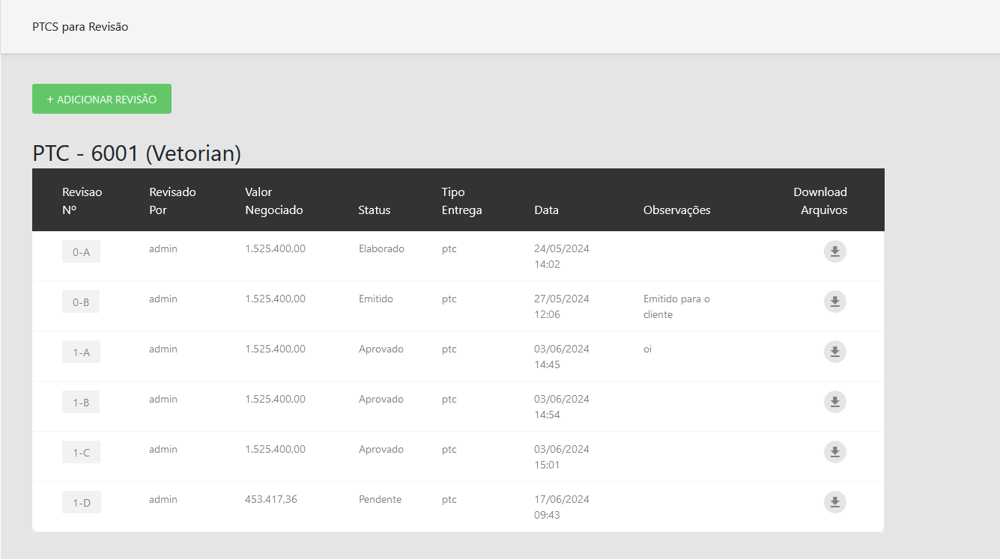 PTCS para Revisão
+ ADICIONAR REVISÃO
PTC - 6001 (Vetorian)
Revisao Nº Revisado Por Valor Negociado Status Tipo Entrega Data Observações Download Arquivos
0-A admin 1.525.400,00 Elaborado ptc 24/05/2024 14:02
0-B admin 1.525.400,00 Emitido ptc 27/05/2024 12:06 Emitido para o cliente
1-A admin 1.525.400,00 Aprovado ptc 03/06/2024 14:45 oi
1-B admin 1.525.400,00 Aprovado ptc 03/06/2024 14:54
1-C admin 1.525.400,00 Aprovado ptc 03/06/2024 15:01
1-D admin 453.417,36 Pendente ptc 17/06/2024 09:43